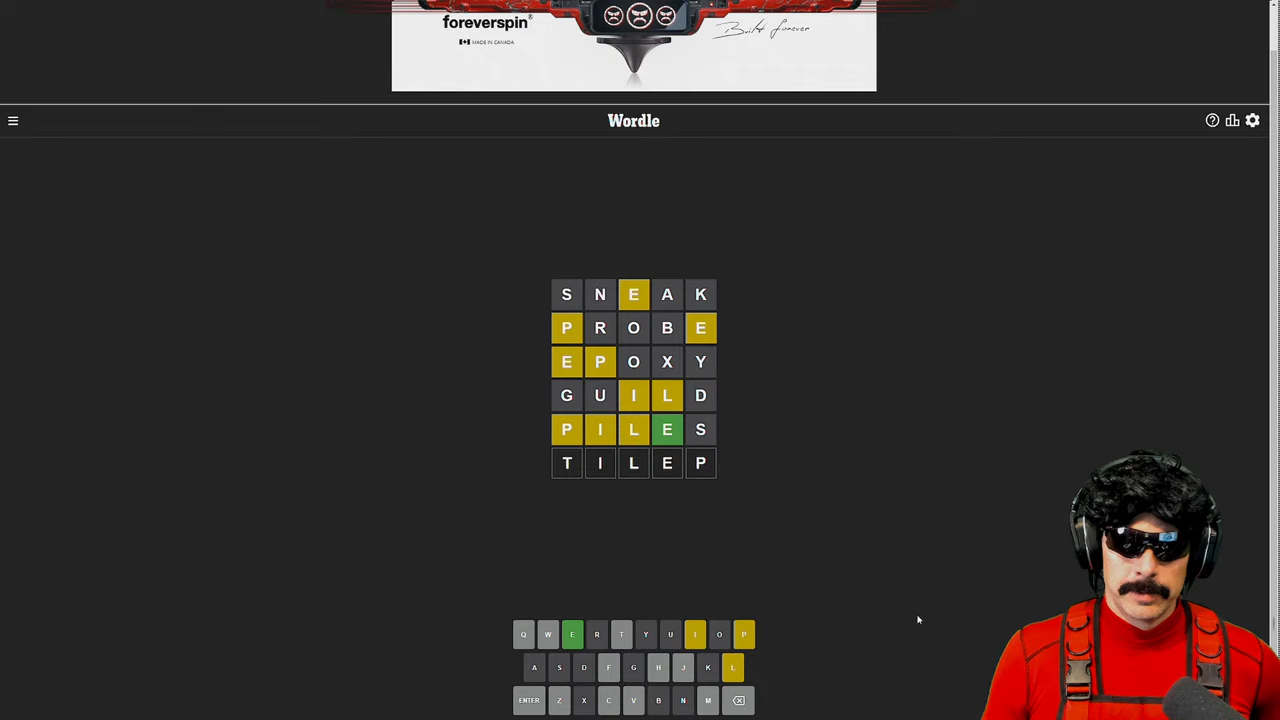 foreverspin®
MADE IN CANADA
Built forever
Wordle
S N E A K
P R O B E
E P O X Y
G U I L D
P I L E S
T I L E P
Q W E R T Y U I O P
A S D F G H J K L
ENTER Z X C V B N M